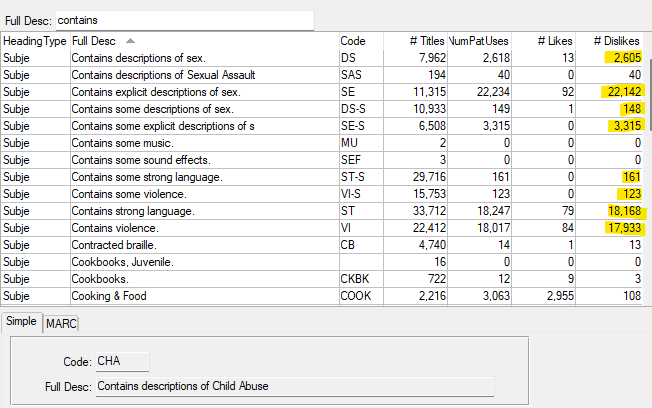 Full Desc: contains
HeadingType Full Desc Code # Titles NumPatUses # Likes # Dislikes
Subje Contains descriptions of sex. DS 7,962 2,618 13 2,605
Subje Contains descriptions of Sexual Assault SAS 194 40 0 40
Subje Contains explicit descriptions of sex. SE 11,315 22,234 92 22,142
Subje Contains some descriptions of sex. DS-S 10,933 149 1 148
Subje Contains some explicit descriptions of s SE-S 6,508 3,315 0 3,315
Subje Contains some music. MU 2 0 0 0
Subje Contains some sound effects. SEF 3 0 0 0
Subje Contains some strong language. ST-S 29,716 161 0 161
Subje Contains some violence. VI-S 15,753 123 0 123
Subje Contains strong language. ST 33,712 18,247 79 18,168
Subje Contains violence. VI 22,412 18,017 84 17,933
Subje Contracted braille. CB 4,740 14 1 13
Subje Cookbooks, Juvenile. 16 0 0 0
Subje Cookbooks. CKBK 722 12 9 3
Subje Cooking & Food COOK 2,216 3,063 2,955 108
Simple MARC
Code: CHA
Full Desc: Contains descriptions of Child Abuse